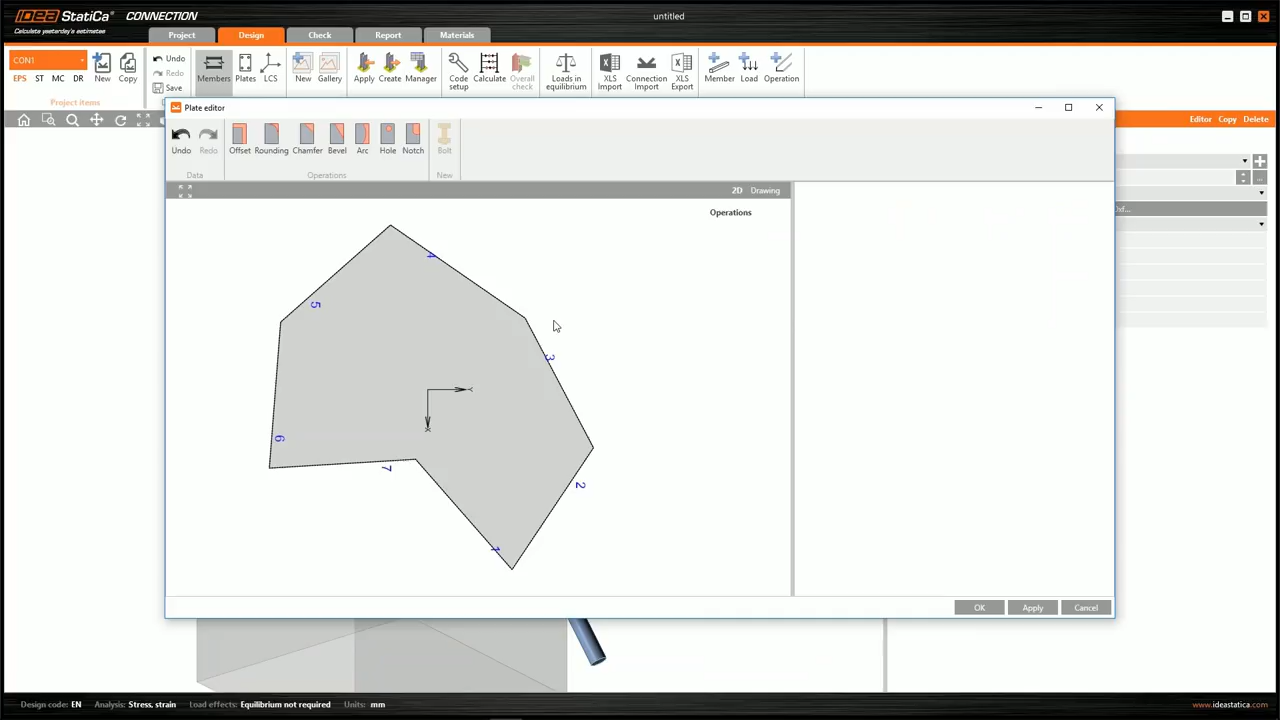 IDEA StatiCa® CONNECTION
Calculate yesterday's estimates
untitled
Project Design Check Report Materials
CON1
EPS ST MC DR
New Copy
Project items
Undo
Redo
Save
Members Plates LCS
New Gallery
Apply Create Manager
Code setup
Calculate
Overall check
Loads in equilibrium
XLS Import
Connection Import
XLS Export
Member Load Operation
Editor Copy Delete
Plate editor
Undo Redo
Data
Offset Rounding Chamfer Bevel Arc Hole Notch
Operations
Bolt
New
2D Drawing
Operations
4
5
3
Y
X
6
7
2
1
OK Apply Cancel
Design code: EN Analysis: Stress, strain Load effects: Equilibrium not required Units: mm
www.ideastatica.com